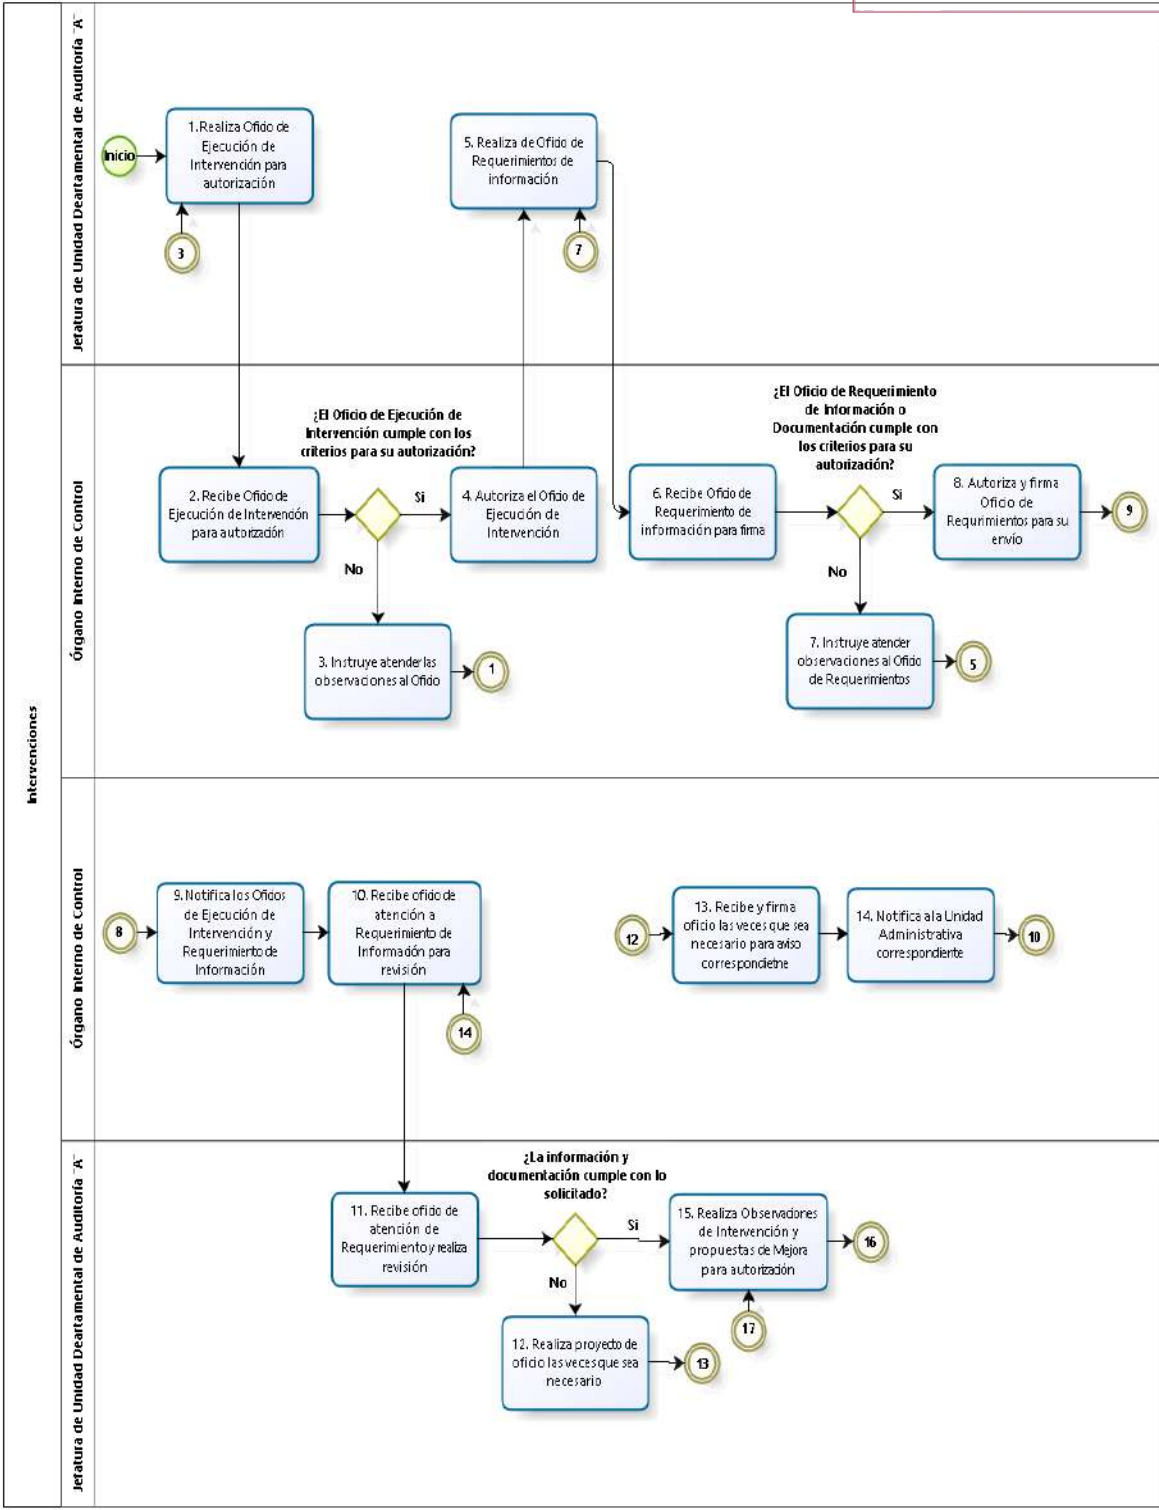 Intervenciones
Jefatura de Unidad Deartamental de Auditoría ¨A¨
Inicio
1.Realiza Oficio de
Ejecución de
Intervención para
autorización
3
5. Realiza de Oficio de
Requerimientos de
información
7
Órgano Interno de Control
2. Recibe Oficio de
Ejecución de Intervención
para autorización
¿El Oficio de Ejecución de
Intervención cumple con los
criterios para su autorización?
Si
No
4. Autoriza el Oficio de
Ejecución de
Intervención
3. Instruye atender las
observaciones al Oficio
1
6. Recibe Oficio de
Requerimiento de
información para firma
¿El Oficio de Requerimiento
de Información o
Documentación cumple con
los criterios para su
autorización?
Si
No
8. Autoriza y firma
Oficio de
Requrimientos para su
envío
9
7. Instruye atender
observaciones al Oficio
de Requerimientos
5
Órgano Interno de Control
8
9. Notifica los Oficios
de Ejecución de
Intervención y
Requerimiento de
Información
10. Recibe oficio de
atención a
Requerimiento de
Información para
revisión
14
12
13. Recibe y firma
oficio las veces que sea
necesario para aviso
correspondietne
14. Notifica a la Unidad
Administrativa
correspondiente
10
Jefatura de Unidad Deartamental de Auditoría ¨A¨
11. Recibe oficio de
atención de
Requerimiento y realiza
revisión
¿La información y
documentación cumple con lo
solicitado?
Si
No
15. Realiza Observaciones
de Intervención y
propuestas de Mejora
para autorización
16
17
12. Realiza proyecto de
oficio las veces que sea
necesario
13